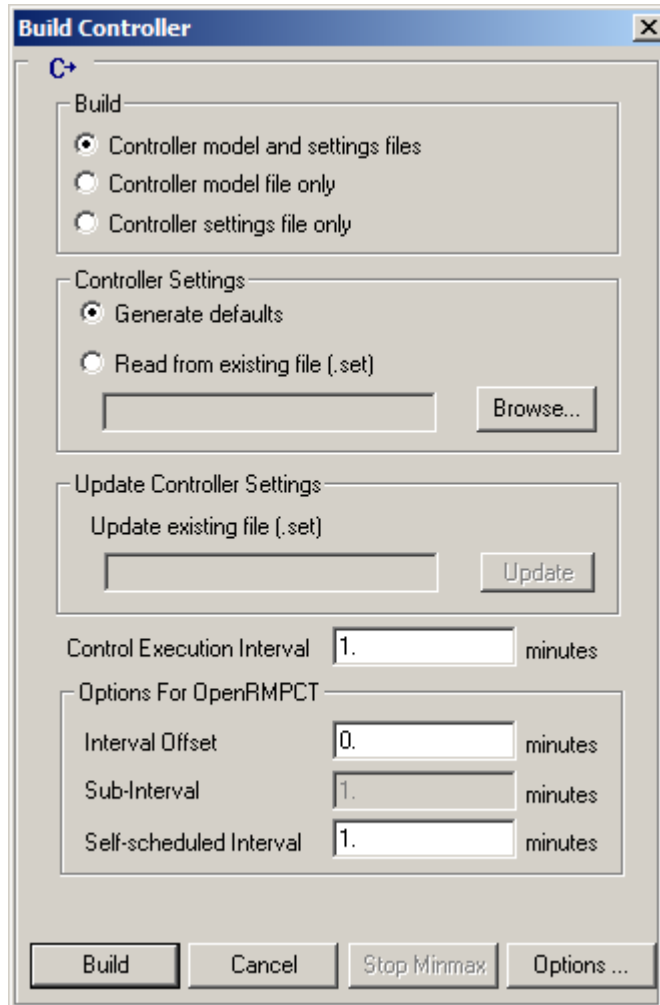 Build Controller
C+
Build
Controller model and settings files
Controller model file only
Controller settings file only
Controller Settings
Generate defaults
Read from existing file (.set)
Browse...
Update Controller Settings
Update existing file (.set)
Update
Control Execution Interval 1. minutes
Options For OpenRMPCT
Interval Offset 0. minutes
Sub-Interval 1. minutes
Self-scheduled Interval 1. minutes
Build Cancel Stop Minmax Options ...